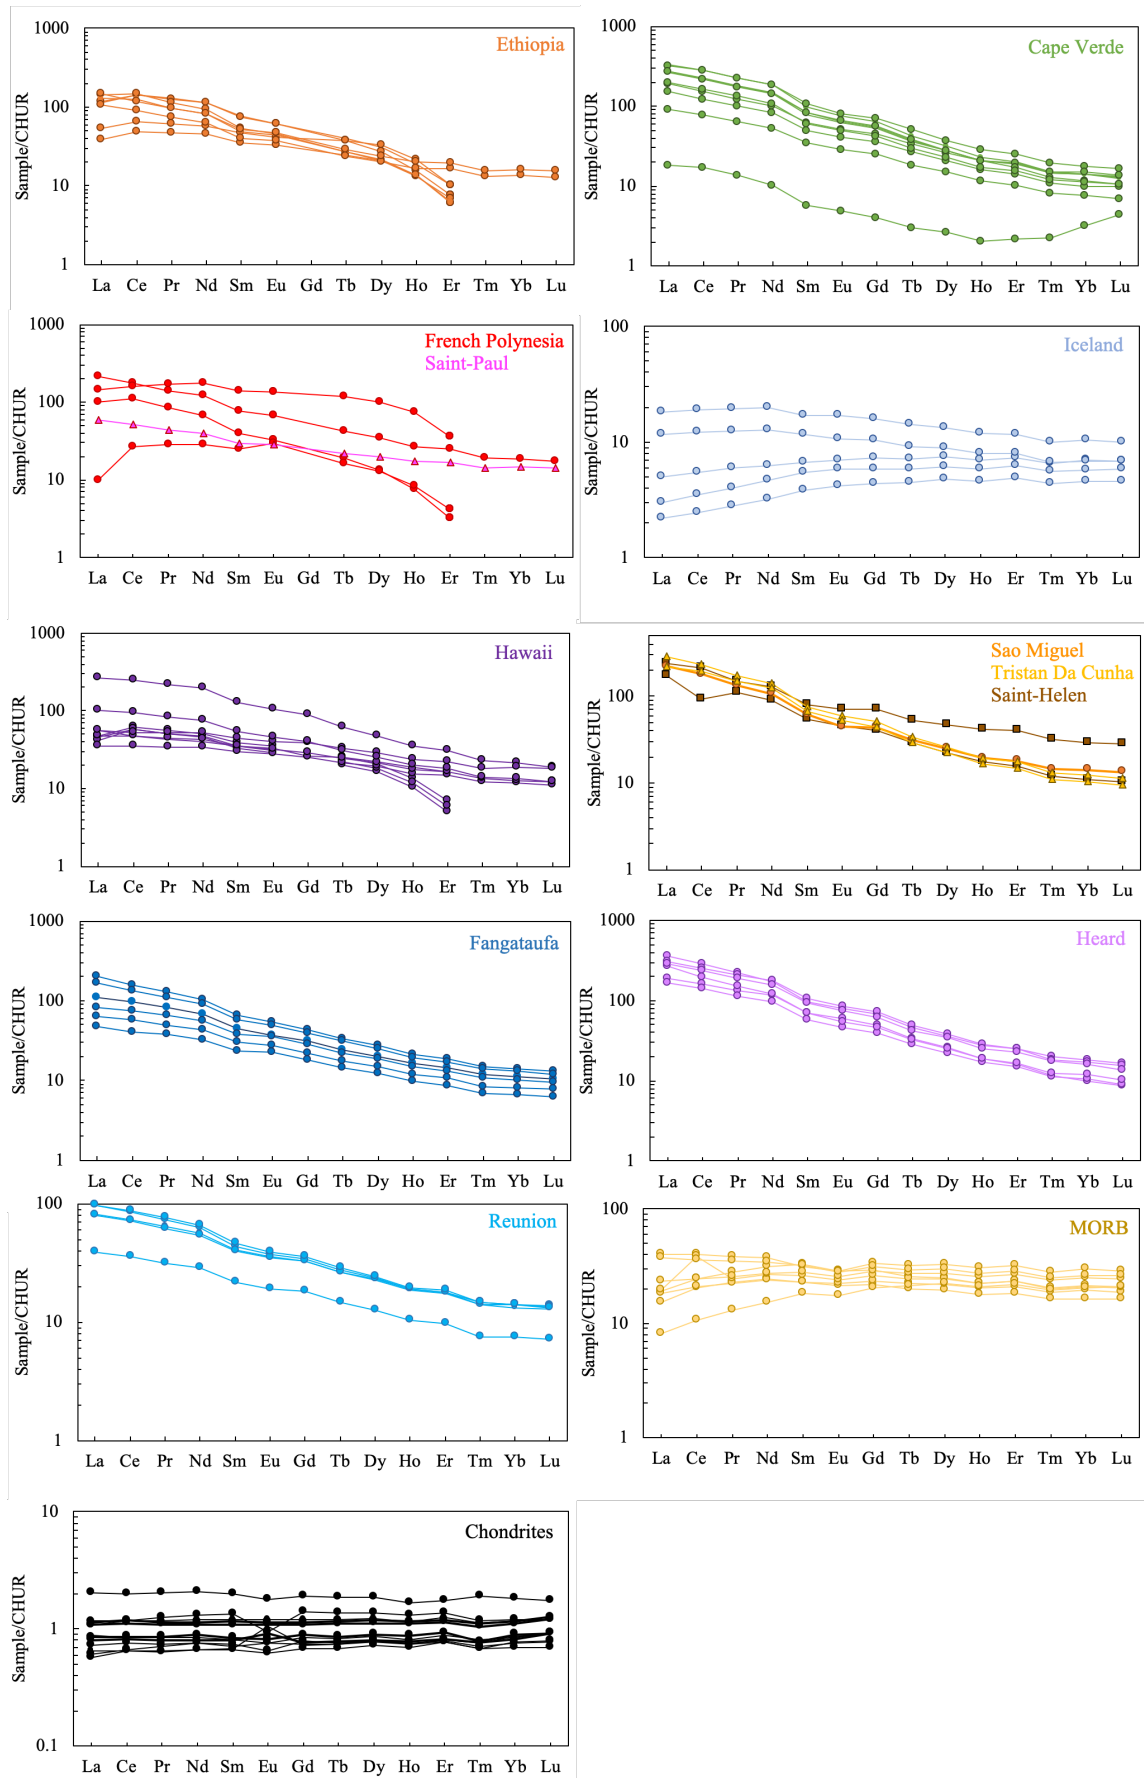 1000
100
10
1
Sample/CHUR
Ethiopia
La Ce Pr Nd Sm Eu Gd Tb Dy Ho Er Tm Yb Lu
1000
100
10
1
Sample/CHUR
Cape Verde
La Ce Pr Nd Sm Eu Gd Tb Dy Ho Er Tm Yb Lu
1000
100
10
1
Sample/CHUR
French Polynesia
Saint-Paul
La Ce Pr Nd Sm Eu Gd Tb Dy Ho Er Tm Yb Lu
100
10
1
Sample/CHUR
Iceland
La Ce Pr Nd Sm Eu Gd Tb Dy Ho Er Tm Yb Lu
1000
100
10
1
Sample/CHUR
Hawaii
La Ce Pr Nd Sm Eu Gd Tb Dy Ho Er Tm Yb Lu
100
10
1
Sample/CHUR
Sao Miguel
Tristan Da Cunha
Saint-Helen
La Ce Pr Nd Sm Eu Gd Tb Dy Ho Er Tm Yb Lu
1000
100
10
1
Sample/CHUR
Fangataufa
La Ce Pr Nd Sm Eu Gd Tb Dy Ho Er Tm Yb Lu
1000
100
10
1
Sample/CHUR
Heard
La Ce Pr Nd Sm Eu Gd Tb Dy Ho Er Tm Yb Lu
100
10
1
Sample/CHUR
Reunion
La Ce Pr Nd Sm Eu Gd Tb Dy Ho Er Tm Yb Lu
100
10
1
Sample/CHUR
MORB
La Ce Pr Nd Sm Eu Gd Tb Dy Ho Er Tm Yb Lu
10
1
0.1
Sample/CHUR
Chondrites
La Ce Pr Nd Sm Eu Gd Tb Dy Ho Er Tm Yb Lu